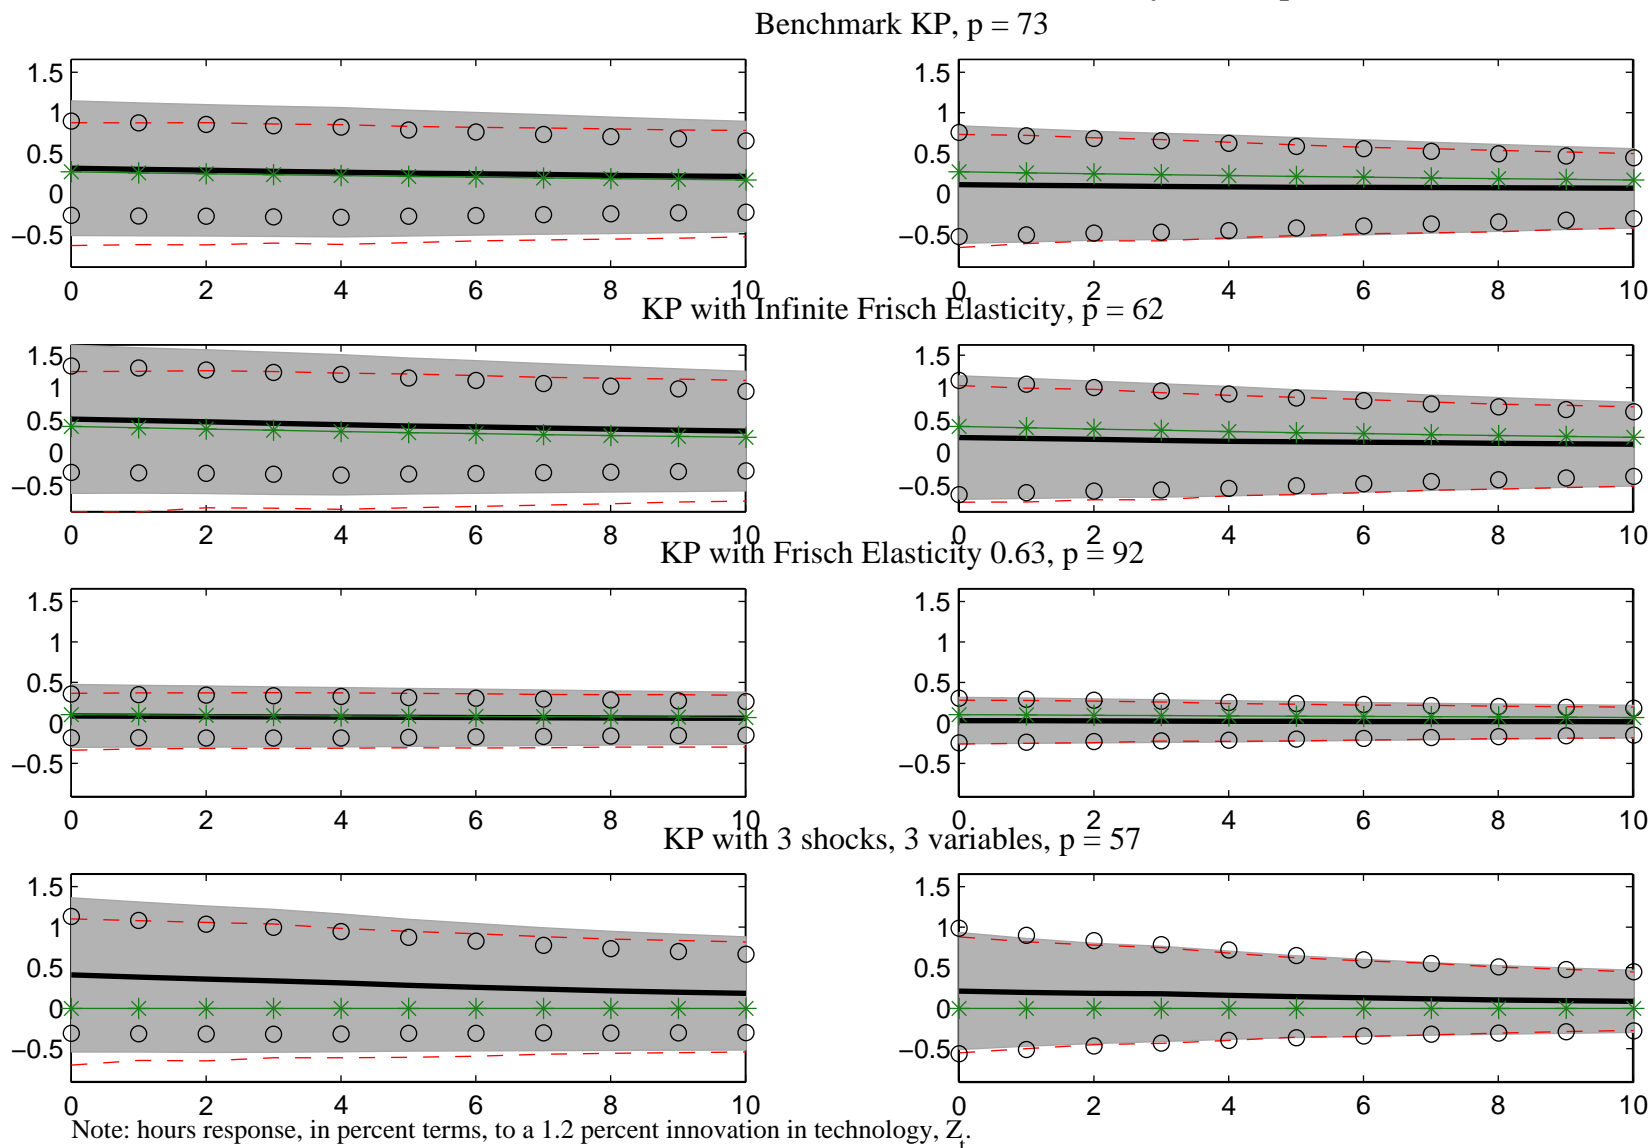 Benchmark KP, p = 73
1.5 1 0.5 0 −0.5
0 2 4 6 8 10
1.5 1 0.5 0 −0.5
0 2 4 6 8 10
KP with Infinite Frisch Elasticity, p = 62
1.5 1 0.5 0 −0.5
0 2 4 6 8 10
1.5 1 0.5 0 −0.5
0 2 4 6 8 10
KP with Frisch Elasticity 0.63, p = 92
1.5 1 0.5 0 −0.5
0 2 4 6 8 10
1.5 1 0.5 0 −0.5
0 2 4 6 8 10
KP with 3 shocks, 3 variables, p = 57
1.5 1 0.5 0 −0.5
0 2 4 6 8 10
1.5 1 0.5 0 −0.5
0 2 4 6 8 10
Note: hours response, in percent terms, to a 1.2 percent innovation in technology, Z_t.